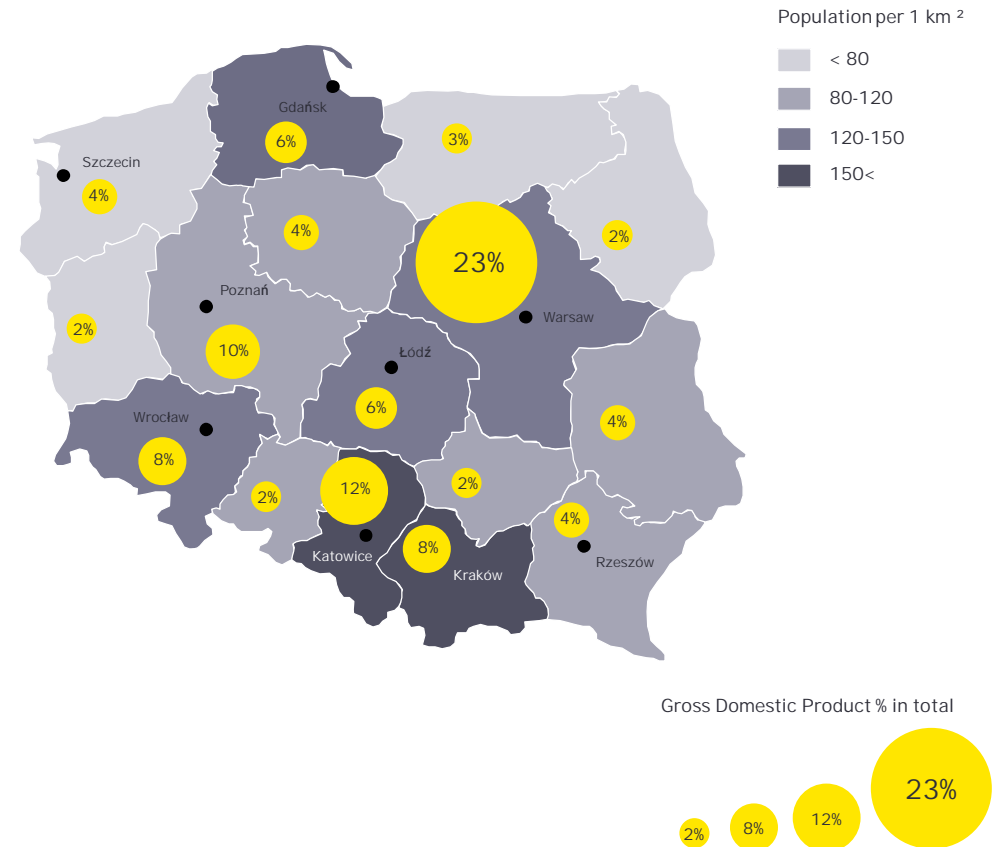 Population per 1 km ²
< 80
80-120
120-150
150<
Gdańsk
6%
3%
Szczecin
4%
4%
23%
2%
Poznań
Warsaw
2%
10%
Łódź
6%
Wrocław
4%
8%
2%
12%
2%
4%
Katowice
8%
Kraków
Rzeszów
Gross Domestic Product % in total
2%
8%
12%
23%